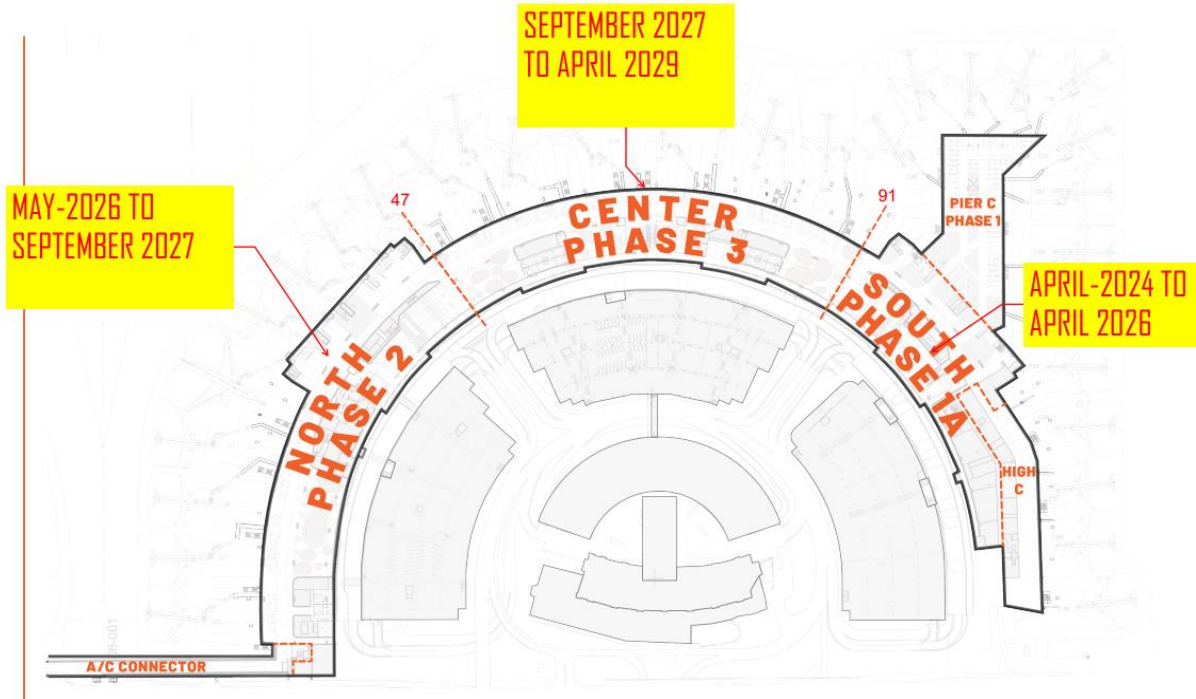 SEPTEMBER 2027
TO APRIL 2029
MAY-2026 TO
SEPTEMBER 2027
47
CENTER
PHASE 3
91
PIER C
PHASE 1
APRIL-2024 TO
APRIL 2026
SOUTH
PHASE 1A
NORTH
PHASE 2
HIGH
C
A/C CONNECTOR